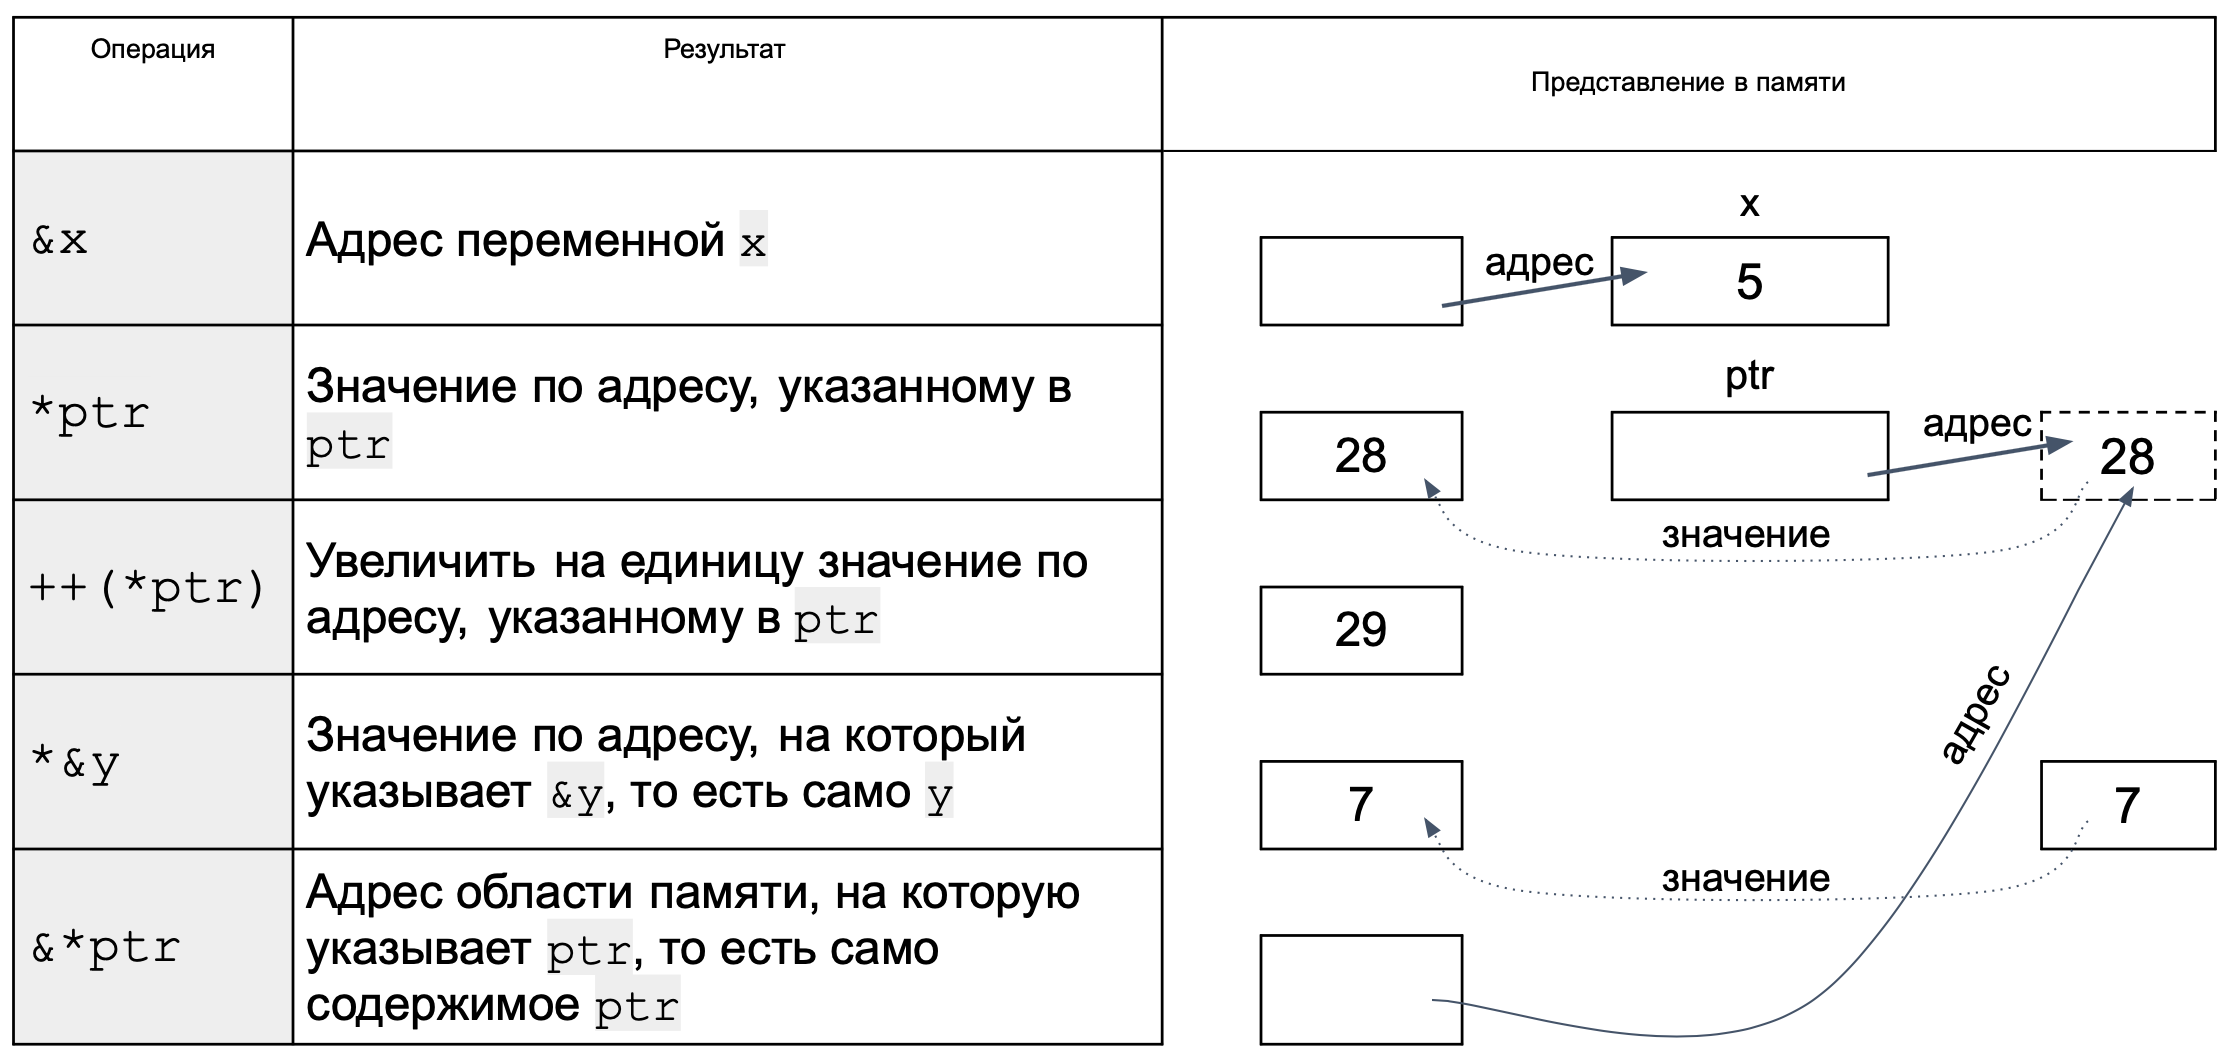 Операция
Результат
Представление в памяти
&x
Адрес переменной x
x
адрес
5
*ptr
Значение по адресу, указанному в
ptr
ptr
28
адрес
28
значение
++(*ptr)
Увеличить на единицу значение по
адресу, указанному в ptr
29
*&y
Значение по адресу, на который
указывает &y, то есть само y
адрес
7
7
значение
&*ptr
Адрес области памяти, на которую
указывает ptr, то есть само
содержимое ptr